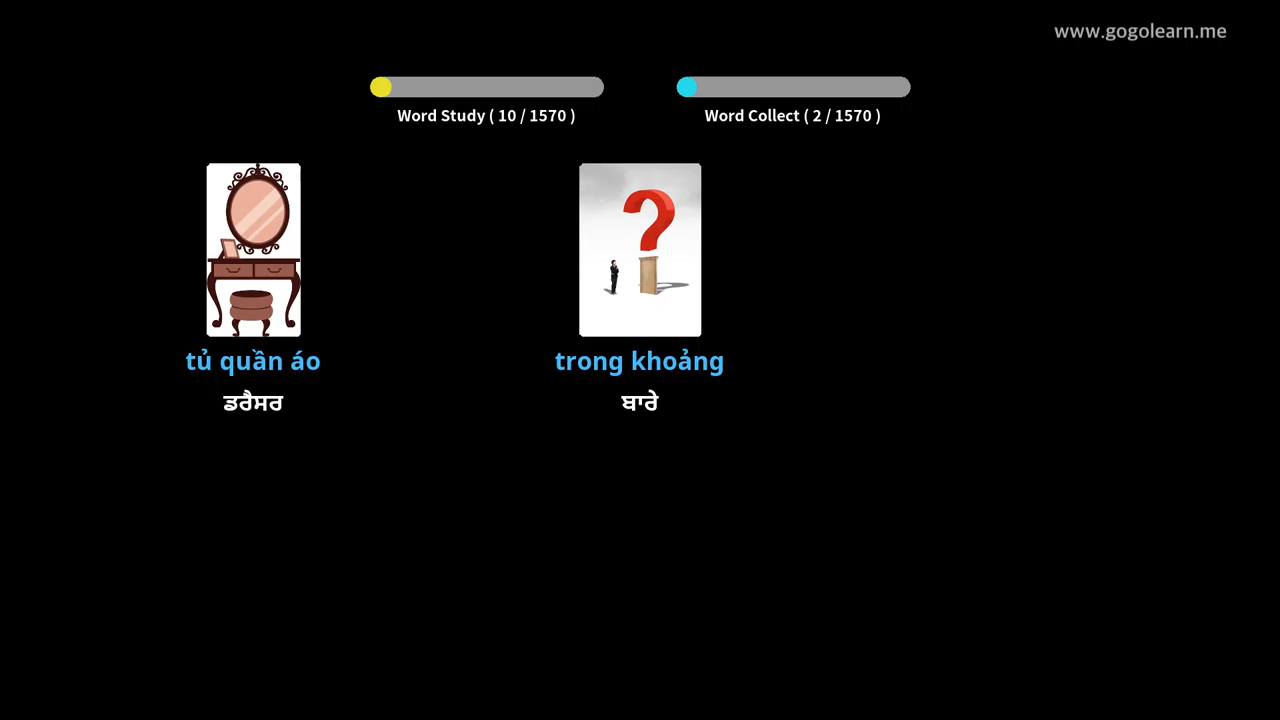 www.gogolearn.me
Word Study ( 10 / 1570 )
Word Collect ( 2 / 1570 )
tủ quần áo
trong khoảng
ਡਰੈਸਰ
ਬਾਰੇ